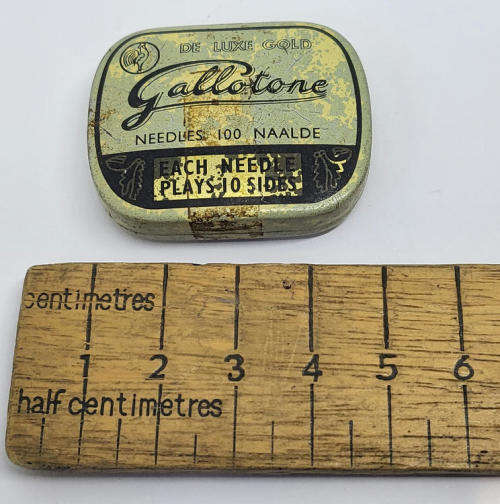 DE LUXE GOLD
Gallotone
NEEDLES 100 NAALDE
EACH NEEDLE
PLAYS 10 SIDES
centimetres
1 2 3 4 5 6
half centimetres